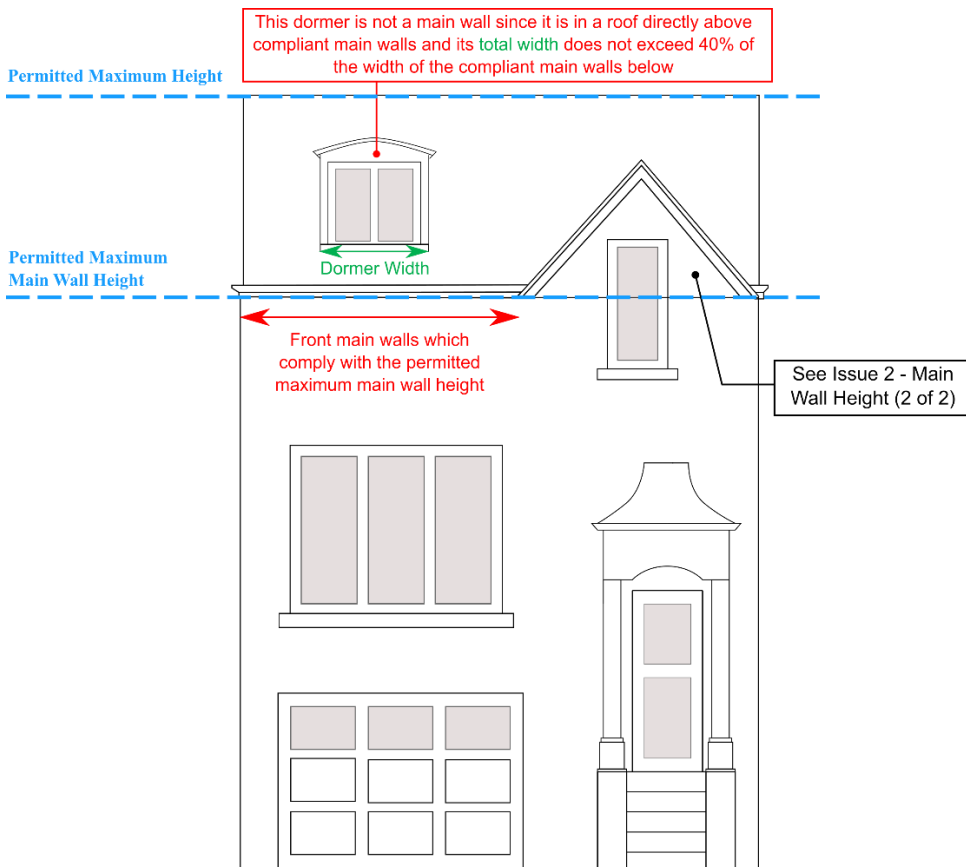 This dormer is not a main wall since it is in a roof directly above
compliant main walls and its total width does not exceed 40% of
the width of the compliant main walls below
Permitted Maximum Height
Permitted Maximum
Main Wall Height
Dormer Width
Front main walls which
comply with the permitted
maximum main wall height
See Issue 2 - Main
Wall Height (2 of 2)